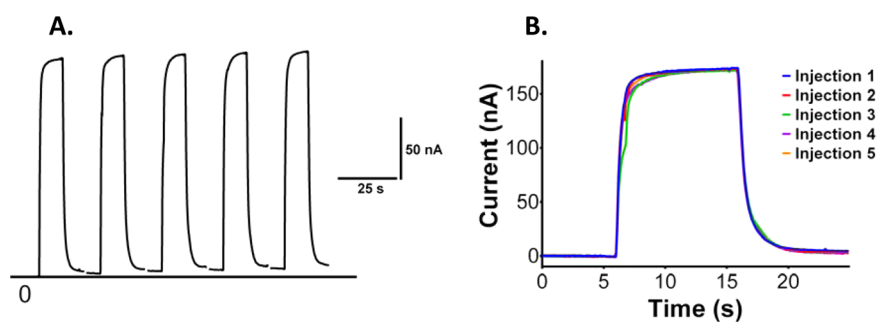 A.
50 nA
25 s
0
B.
Current (nA)
150
100
50
0
0 5 10 15 20
Time (s)
Injection 1
Injection 2
Injection 3
Injection 4
Injection 5